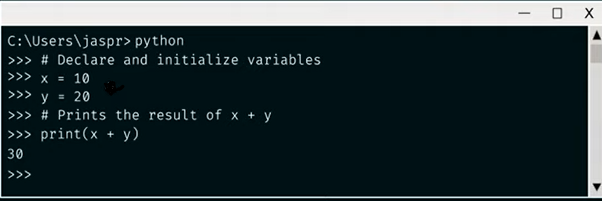 C:\Users\jaspr> python
>>> # Declare and initialize variables
>>> x = 10
>>> y = 20
>>> # Prints the result of x + y
>>> print(x + y)
30
>>>